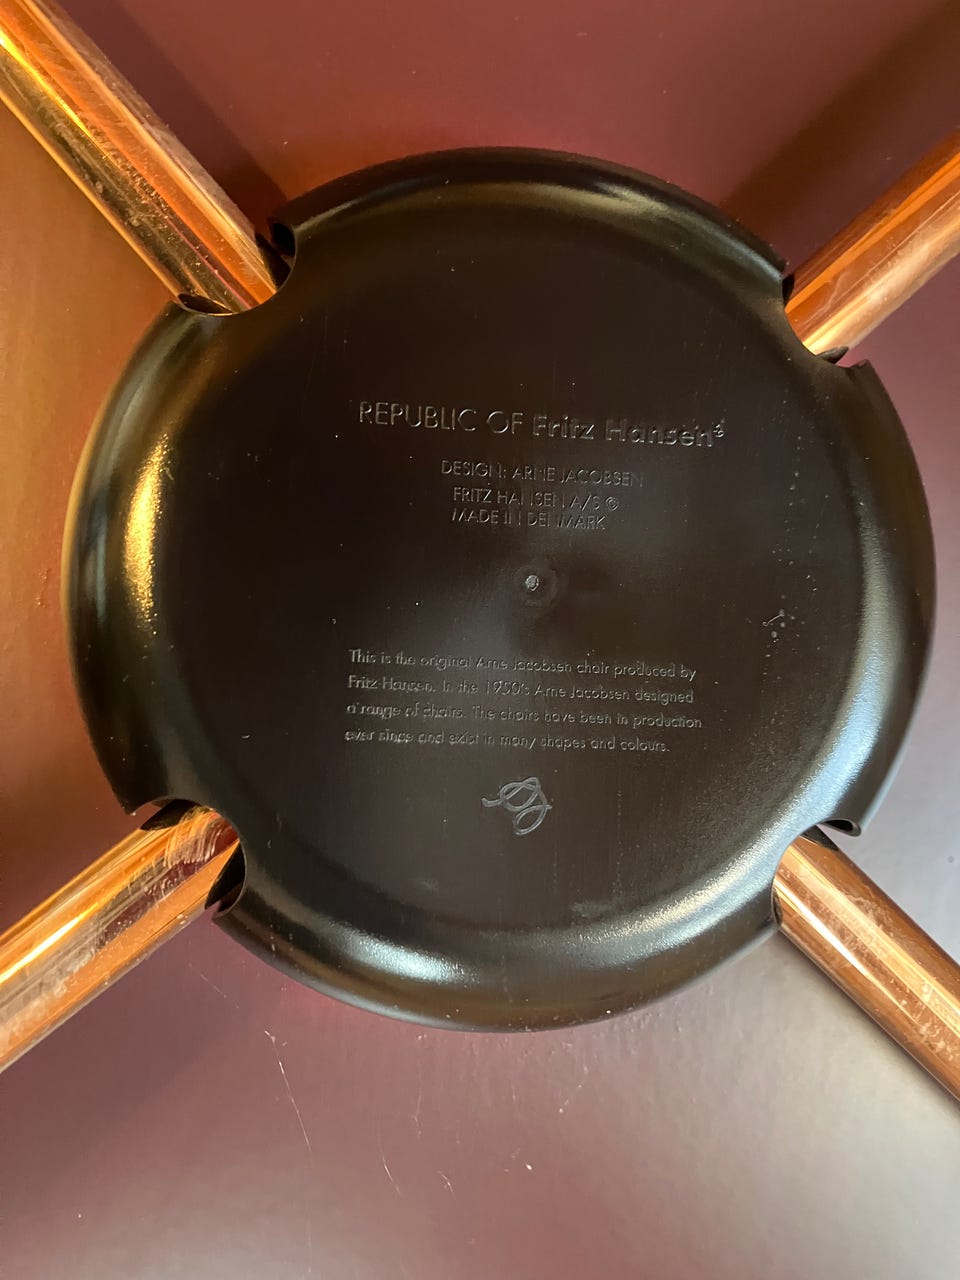 REPUBLIC OF Fritz Hansen®
DESIGN: ARNE JACOBSEN
FRITZ HANSEN A/S ©
MADE IN DENMARK
This is the original Arne Jacobsen chair produced by
Fritz Hansen. In the 1950's Arne Jacobsen designed
a range of chairs. The chairs have been in production
ever since and exist in many shapes and colours.